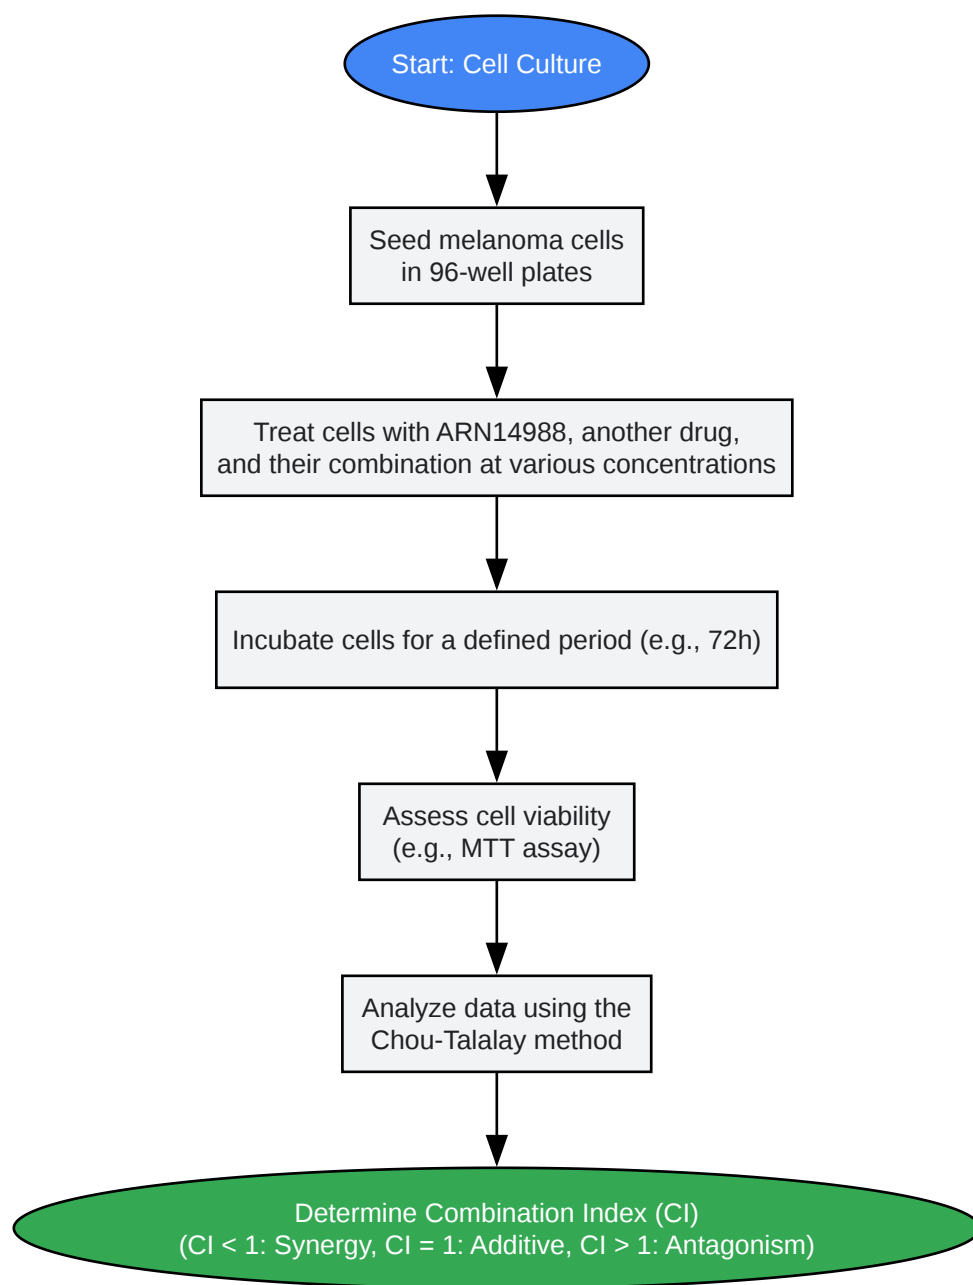 Start: Cell Culture
Seed melanoma cells
in 96-well plates
Treat cells with ARN14988, another drug,
and their combination at various concentrations
Incubate cells for a defined period (e.g., 72h)
Assess cell viability
(e.g., MTT assay)
Analyze data using the
Chou-Talalay method
Determine Combination Index (CI)
(CI < 1: Synergy, CI = 1: Additive, CI > 1: Antagonism)